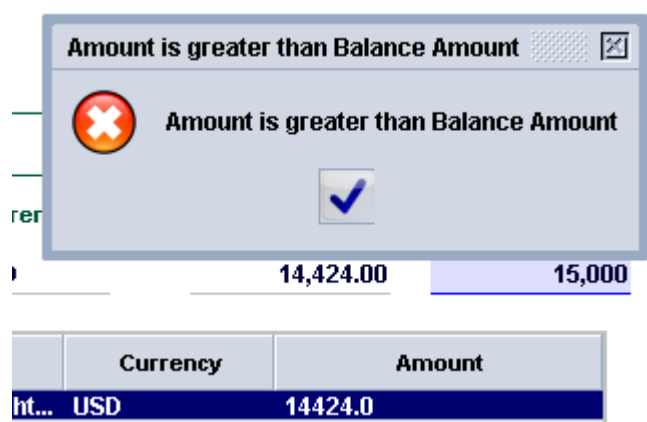 Amount is greater than Balance Amount
Amount is greater than Balance Amount
14,424.00 15,000
Currency Amount
ht... USD 14424.0